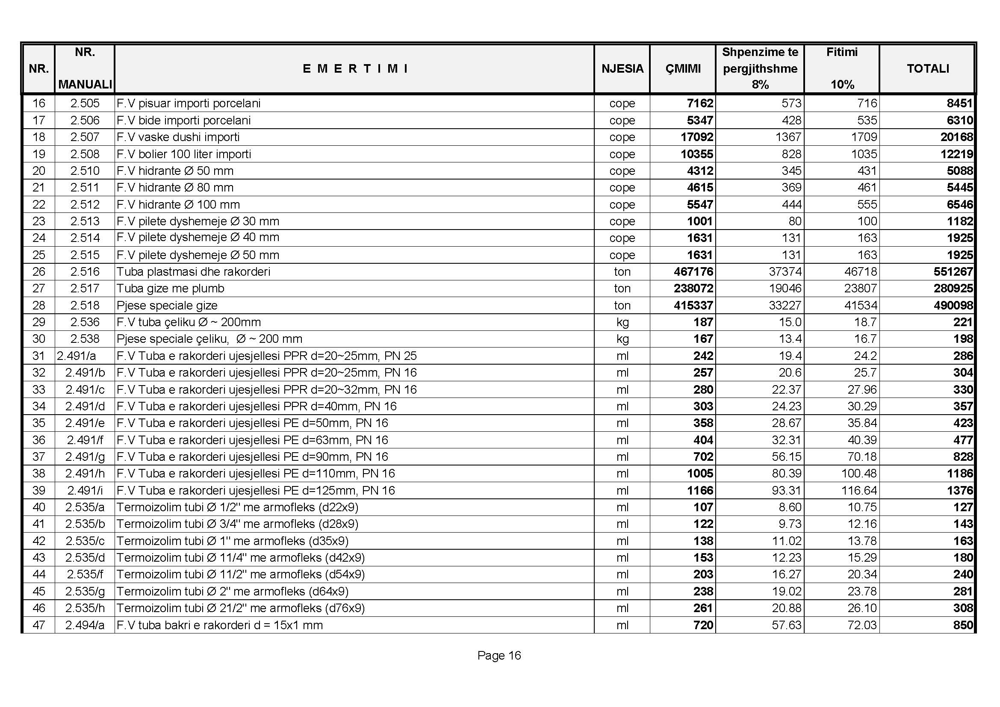 NR. NR. MANUALI E M E R T I M I NJESIA ÇMIMI Shpenzime te pergjithshme 8% Fitimi 10% TOTALI
16 2.505 F.V pisuar importi porcelani cope 7162 573 716 8451
17 2.506 F.V bide importi porcelani cope 5347 428 535 6310
18 2.507 F.V vaske dushi importi cope 17092 1367 1709 20168
19 2.508 F.V bolier 100 liter importi cope 10355 828 1035 12219
20 2.510 F.V hidrante Ø 50 mm cope 4312 345 431 5088
21 2.511 F.V hidrante Ø 80 mm cope 4615 369 461 5445
22 2.512 F.V hidrante Ø 100 mm cope 5547 444 555 6546
23 2.513 F.V pilete dyshemeje Ø 30 mm cope 1001 80 100 1182
24 2.514 F.V pilete dyshemeje Ø 40 mm cope 1631 131 163 1925
25 2.515 F.V pilete dyshemeje Ø 50 mm cope 1631 131 163 1925
26 2.516 Tuba plastmasi dhe rakorderi ton 467176 37374 46718 551267
27 2.517 Tuba gize me plumb ton 238072 19046 23807 280925
28 2.518 Pjese speciale gize ton 415337 33227 41534 490098
29 2.536 F.V tuba çeliku Ø ~ 200mm kg 187 15.0 18.7 221
30 2.538 Pjese speciale çeliku, Ø ~ 200 mm kg 167 13.4 16.7 198
31 2.491/a F.V Tuba e rakorderi ujesjellesi PPR d=20~25mm, PN 25 ml 242 19.4 24.2 286
32 2.491/b F.V Tuba e rakorderi ujesjellesi PPR d=20~25mm, PN 16 ml 257 20.6 25.7 304
33 2.491/c F.V Tuba e rakorderi ujesjellesi PPR d=20~32mm, PN 16 ml 280 22.37 27.96 330
34 2.491/d F.V Tuba e rakorderi ujesjellesi PPR d=40mm, PN 16 ml 303 24.23 30.29 357
35 2.491/e F.V Tuba e rakorderi ujesjellesi PE d=50mm, PN 16 ml 358 28.67 35.84 423
36 2.491/f F.V Tuba e rakorderi ujesjellesi PE d=63mm, PN 16 ml 404 32.31 40.39 477
37 2.491/g F.V Tuba e rakorderi ujesjellesi PE d=90mm, PN 16 ml 702 56.15 70.18 828
38 2.491/h F.V Tuba e rakorderi ujesjellesi PE d=110mm, PN 16 ml 1005 80.39 100.48 1186
39 2.491/i F.V Tuba e rakorderi ujesjellesi PE d=125mm, PN 16 ml 1166 93.31 116.64 1376
40 2.535/a Termoizolim tubi Ø 1/2" me armofleks (d22x9) ml 107 8.60 10.75 127
41 2.535/b Termoizolim tubi Ø 3/4" me armofleks (d28x9) ml 122 9.73 12.16 143
42 2.535/c Termoizolim tubi Ø 1" me armofleks (d35x9) ml 138 11.02 13.78 163
43 2.535/d Termoizolim tubi Ø 11/4" me armofleks (d42x9) ml 153 12.23 15.29 180
44 2.535/f Termoizolim tubi Ø 11/2" me armofleks (d54x9) ml 203 16.27 20.34 240
45 2.535/g Termoizolim tubi Ø 2" me armofleks (d64x9) ml 238 19.02 23.78 281
46 2.535/h Termoizolim tubi Ø 21/2" me armofleks (d76x9) ml 261 20.88 26.10 308
47 2.494/a F.V tuba bakri e rakorderi d = 15x1 mm ml 720 57.63 72.03 850
Page 16